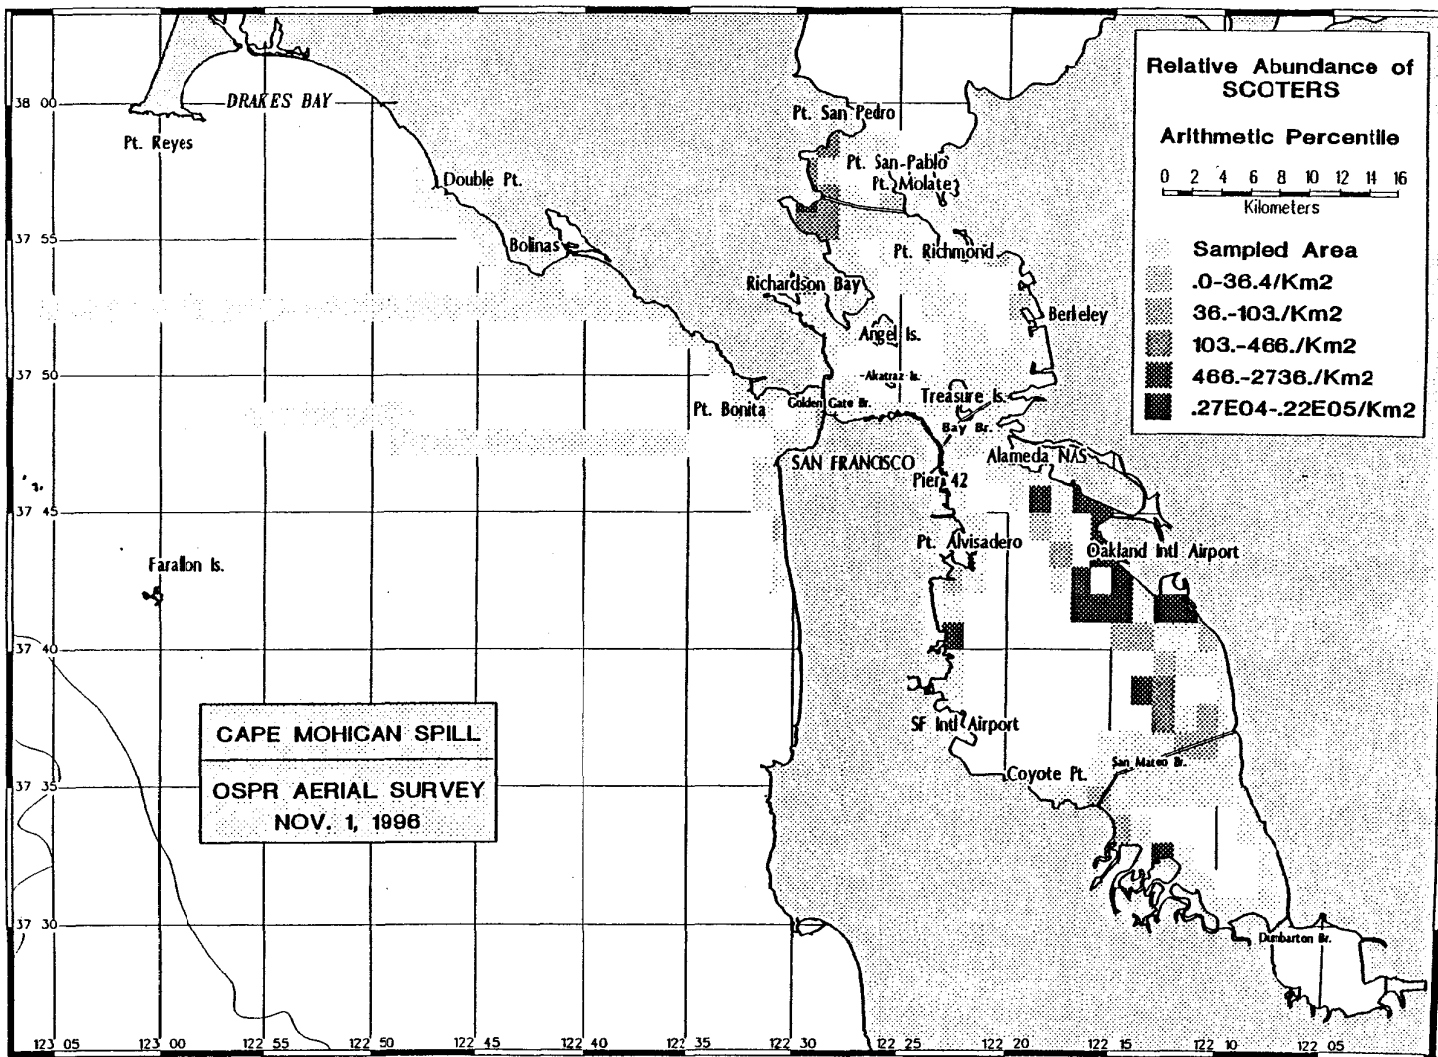 Relative Abundance of
SCOTERS
Arithmetic Percentile
0 2 4 6 8 10 12 14 16
Kilometers
Sampled Area
.0-36.4/Km2
36.-103./Km2
103.-466./Km2
466.-2736./Km2
.27E04-.22E05/Km2
38 00
DRAKES BAY
Pt. Reyes
Pt. San Pedro
Pt. San-Pablo
Pt. Molate
Double Pt.
37 55
Bolinas
Pt. Richmond
Richardson Bay
Berkeley
Angel Is.
37 50
-Akatraz Is.
Treasure Is.
Pt. Bonita
Golden Gate Br.
Bay Br.
SAN FRANCISCO
Alameda NAS
Pier 42
37 45
Pt. Alvisadero
Oakland Intl Airport
Farallon Is.
37 40
SF Intl Airport
CAPE MOHICAN SPILL
OSPR AERIAL SURVEY
NOV. 1, 1996
San Mateo Br.
Coyote Pt.
37 35
37 30
Dumbarton Br.
123 05 123 00 122 55 122 50 122 45 122 40 122 35 122 30 122 25 122 20 122 15 122 10 122 05